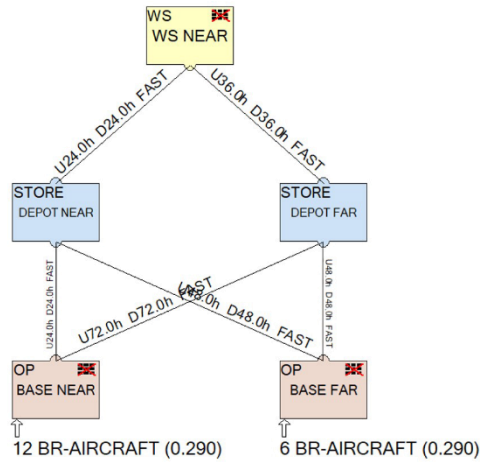 WS
WS NEAR
U24.0h D24.0h FAST
U36.0h D36.0h FAST
STORE
DEPOT NEAR
STORE
DEPOT FAR
U24.0h D24.0h FAST
U72.0h D72.0h
FAST
U48.0h D48.0h FAST
U48.0h D48.0h FAST
OP
BASE NEAR
OP
BASE FAR
12 BR-AIRCRAFT (0.290)
6 BR-AIRCRAFT (0.290)